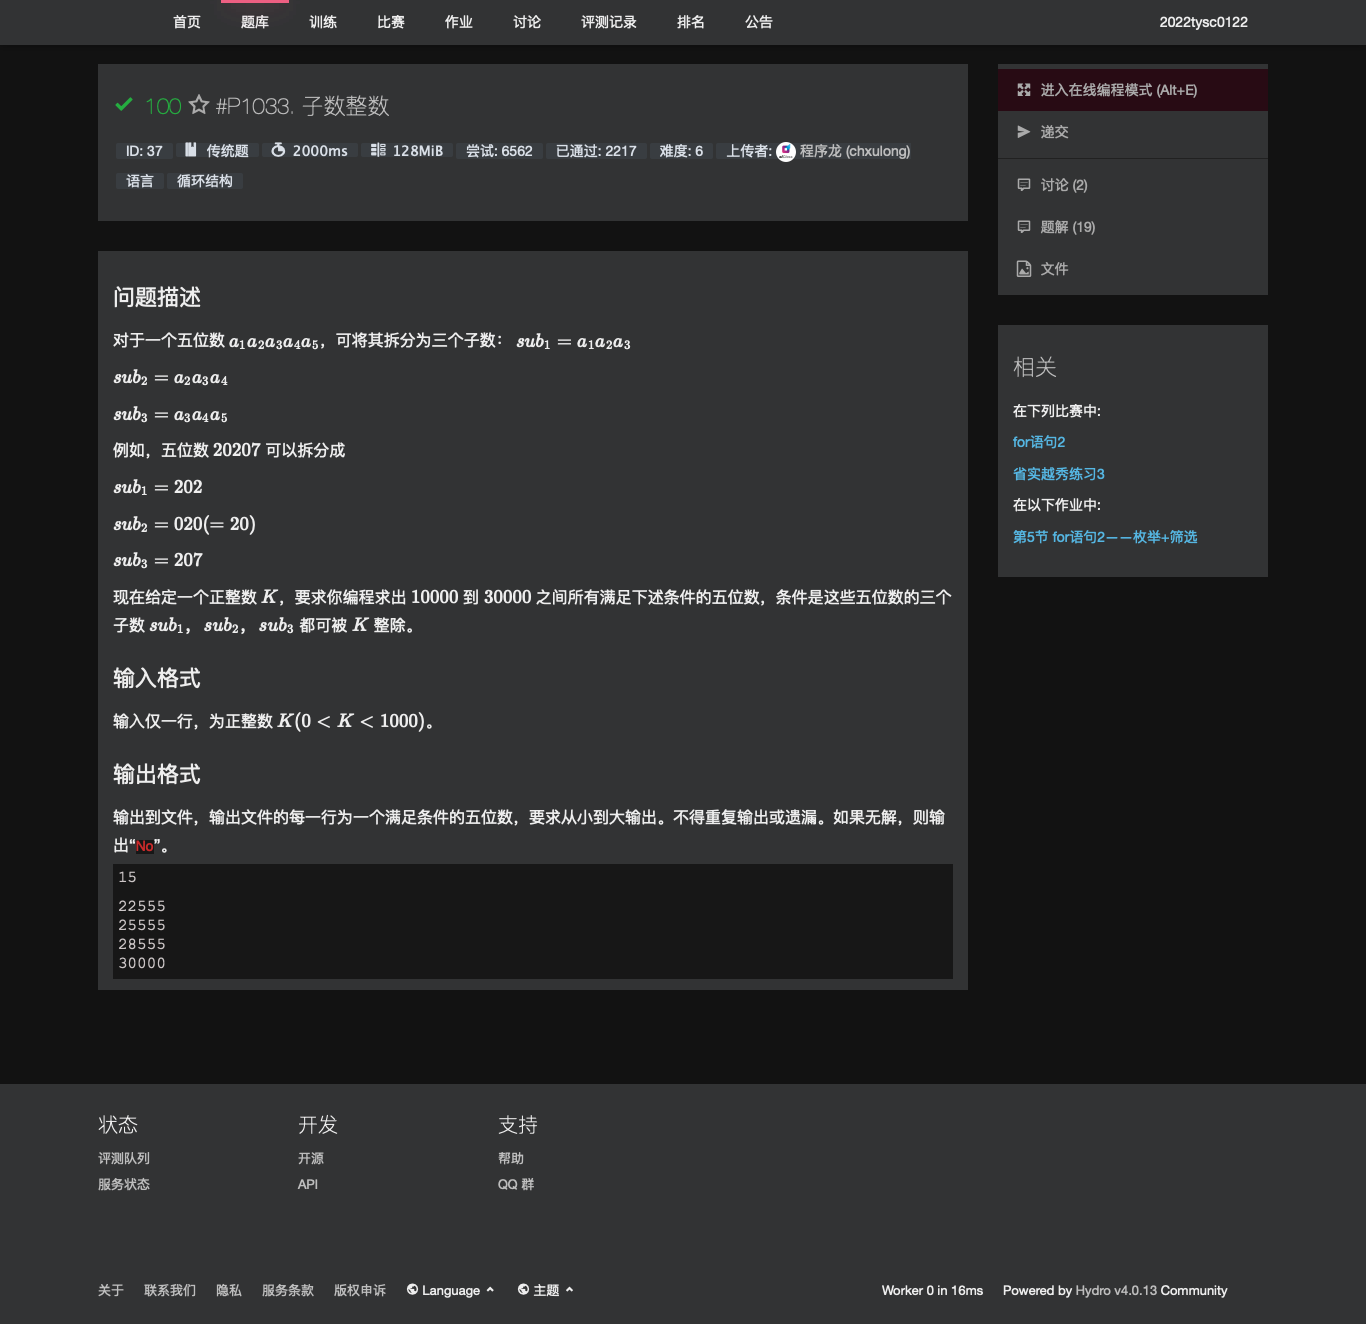 首页 题库 训练 比赛 作业 讨论 评测记录 排名 公告 2022tysc0122
100 #P1033. 子数整数
ID: 37 传统题 2000ms 128MiB 尝试: 6562 已通过: 2217 难度: 6 上传者: 程序龙 (chxulong)
语言 循环结构
问题描述
对于一个五位数 a₁a₂a₃a₄a₅，可将其拆分为三个子数： sub₁ = a₁a₂a₃
sub₂ = a₂a₃a₄
sub₃ = a₃a₄a₅
例如，五位数 20207 可以拆分成
sub₁ = 202
sub₂ = 020(= 20)
sub₃ = 207
现在给定一个正整数 K，要求你编程求出 10000 到 30000 之间所有满足下述条件的五位数，条件是这些五位数的三个
子数 sub₁， sub₂， sub₃ 都可被 K 整除。
输入格式
输入仅一行，为正整数 K(0 < K < 1000)。
输出格式
输出到文件，输出文件的每一行为一个满足条件的五位数，要求从小到大输出。不得重复输出或遗漏。如果无解，则输
出“No”。
15
22555
25555
28555
30000
进入在线编程模式 (Alt+E)
递交
讨论 (2)
题解 (19)
文件
相关
在下列比赛中:
for语句2
省实越秀练习3
在以下作业中:
第5节 for语句2——枚举+筛选
状态 开发 支持
评测队列 开源 帮助
服务状态 API QQ 群
关于 联系我们 隐私 服务条款 版权申诉 Language 主题 Worker 0 in 16ms Powered by Hydro v4.0.13 Community